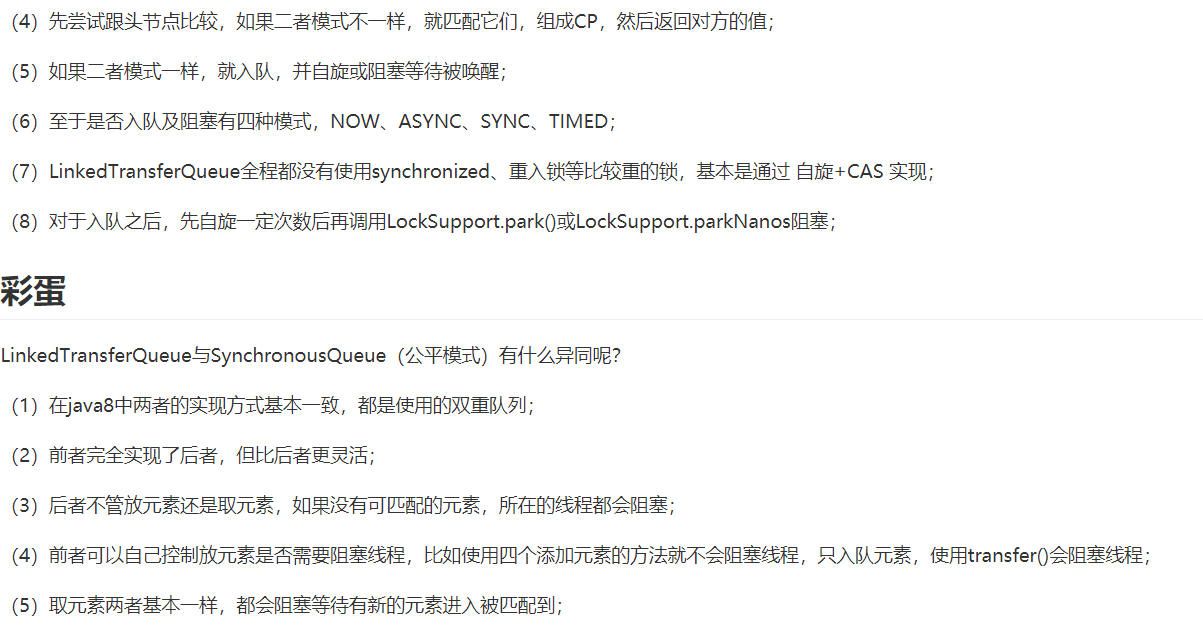 （4）先尝试跟头节点比较，如果二者模式不一样，就匹配它们，组成CP，然后返回对方的值；
（5）如果二者模式一样，就入队，并自旋或阻塞等待被唤醒；
（6）至于是否入队及阻塞有四种模式，NOW、ASYNC、SYNC、TIMED；
（7）LinkedTransferQueue全程都没有使用synchronized、重入锁等比较重的锁，基本是通过 自旋+CAS 实现；
（8）对于入队之后，先自旋一定次数后再调用LockSupport.park()或LockSupport.parkNanos阻塞；
彩蛋
LinkedTransferQueue与SynchronousQueue（公平模式）有什么异同呢？
（1）在java8中两者的实现方式基本一致，都是使用的双重队列；
（2）前者完全实现了后者，但比后者更灵活；
（3）后者不管放元素还是取元素，如果没有可匹配的元素，所在的线程都会阻塞；
（4）前者可以自己控制放元素是否需要阻塞线程，比如使用四个添加元素的方法就不会阻塞线程，只入队元素，使用transfer()会阻塞线程；
（5）取元素两者基本一样，都会阻塞等待有新的元素进入被匹配到；